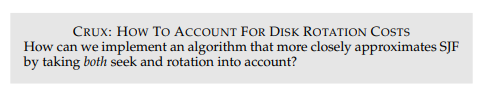 CRUX: HOW TO ACCOUNT FOR DISK ROTATION COSTS
How can we implement an algorithm that more closely approximates SJF
by taking both seek and rotation into account?